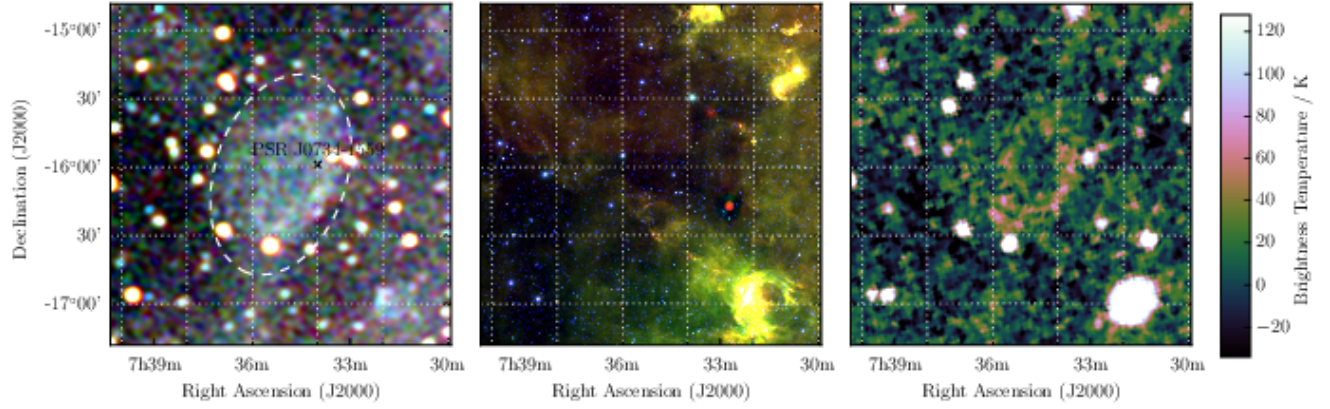 -15°00'
30'
-16°00'
30'
-17°00'
Declination (J2000)
PSR J0734-1559
7h39m 36m 33m 30m
Right Ascension (J2000)
7h39m 36m 33m 30m
Right Ascension (J2000)
7h39m 36m 33m 30m
Right Ascension (J2000)
120
100
80
60
40
20
0
−20
Brightness Temperature / K